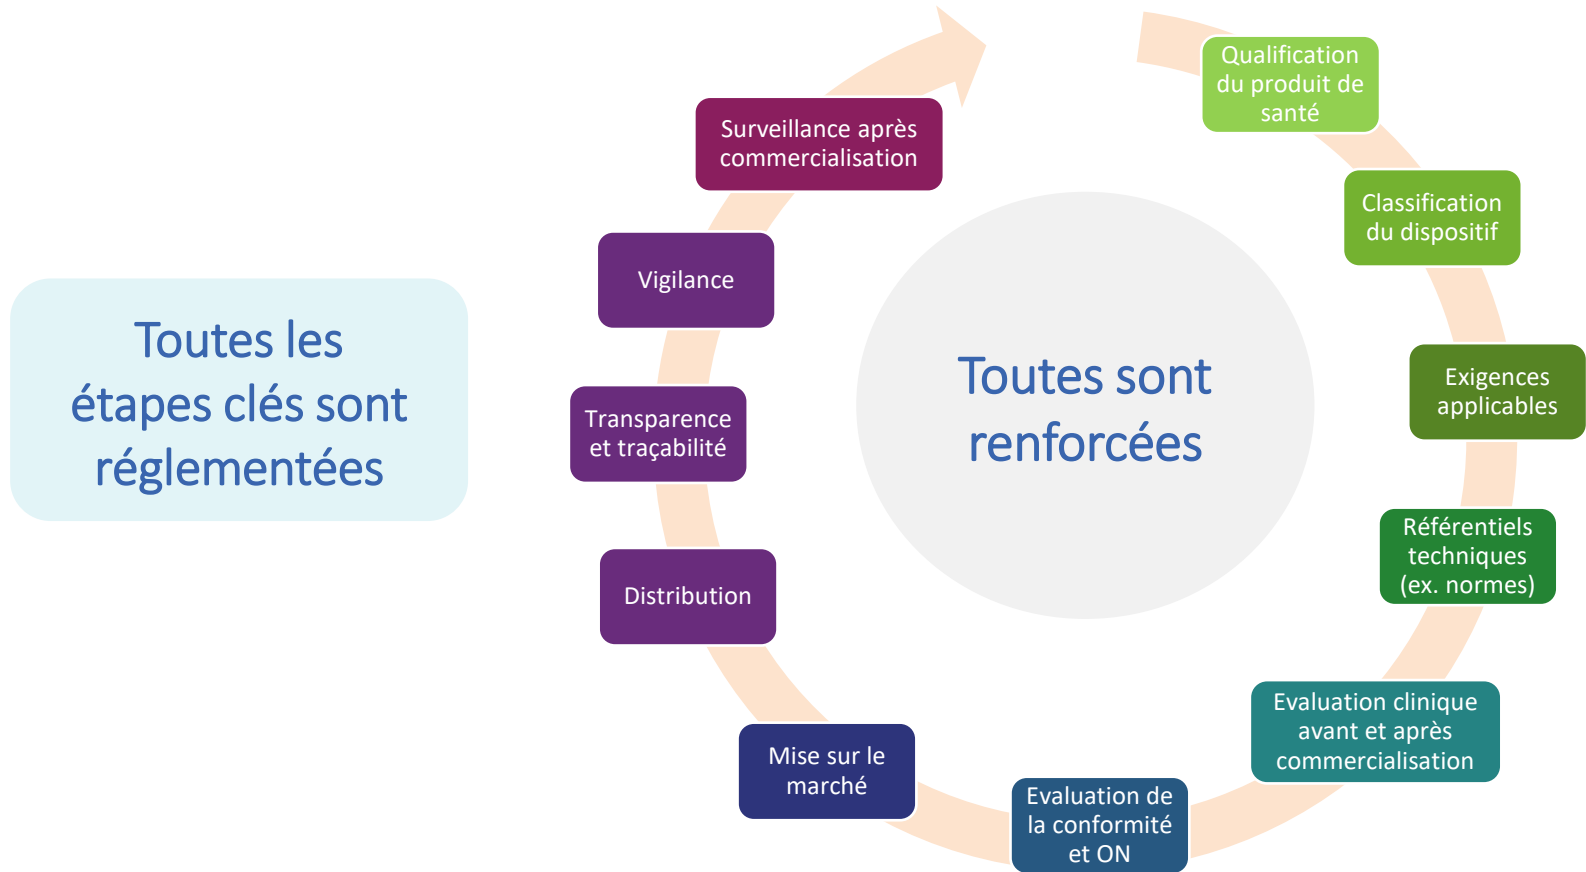 Toutes les
étapes clés sont
réglementées
Toutes sont
renforcées
Qualification
du produit de
santé
Classification
du dispositif
Exigences
applicables
Référentiels
techniques
(ex. normes)
Evaluation clinique
avant et après
commercialisation
Evaluation de
la conformité
et ON
Mise sur le
marché
Distribution
Transparence
et traçabilité
Vigilance
Surveillance après
commercialisation